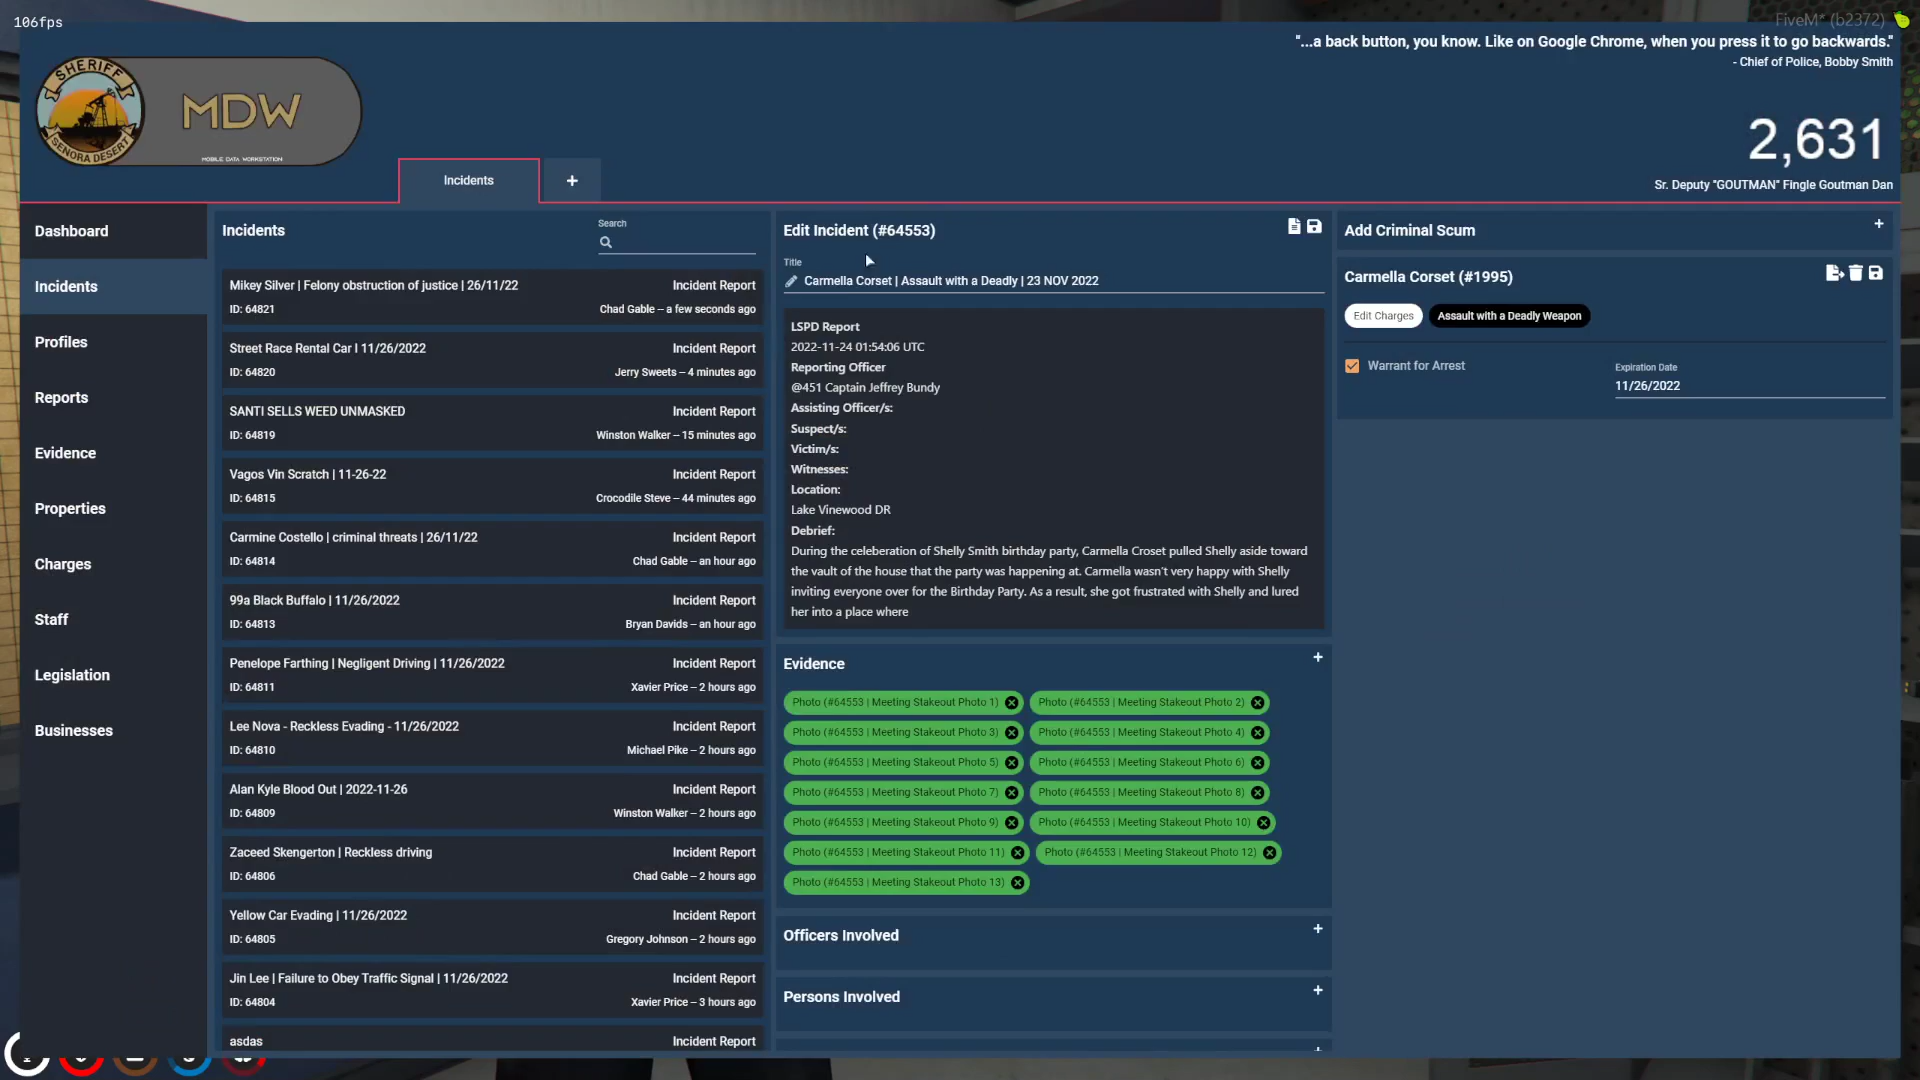 106fps
FiveM* (b2372)
"...a back button, you know. Like on Google Chrome, when you press it to go backwards."
- Chief of Police, Bobby Smith
SHERIFF
SENORA DESERT
MDW
MOBILE DATA WORKSTATION
2,631
Sr. Deputy "GOUTMAN" Fingle Goutman Dan
Incidents
+
Dashboard
Incidents
Profiles
Reports
Evidence
Properties
Charges
Staff
Legislation
Businesses
Incidents
Search
Mikey Silver | Felony obstruction of justice | 26/11/22 Incident Report
ID: 64821 Chad Gable – a few seconds ago
Street Race Rental Car I 11/26/2022 Incident Report
ID: 64820 Jerry Sweets – 4 minutes ago
SANTI SELLS WEED UNMASKED Incident Report
ID: 64819 Winston Walker – 15 minutes ago
Vagos Vin Scratch | 11-26-22 Incident Report
ID: 64815 Crocodile Steve – 44 minutes ago
Carmine Costello | criminal threats | 26/11/22 Incident Report
ID: 64814 Chad Gable – an hour ago
99a Black Buffalo | 11/26/2022 Incident Report
ID: 64813 Bryan Davids – an hour ago
Penelope Farthing | Negligent Driving | 11/26/2022 Incident Report
ID: 64811 Xavier Price – 2 hours ago
Lee Nova - Reckless Evading - 11/26/2022 Incident Report
ID: 64810 Michael Pike – 2 hours ago
Alan Kyle Blood Out | 2022-11-26 Incident Report
ID: 64809 Winston Walker – 2 hours ago
Zaceed Skengerton | Reckless driving Incident Report
ID: 64806 Chad Gable – 2 hours ago
Yellow Car Evading | 11/26/2022 Incident Report
ID: 64805 Gregory Johnson – 2 hours ago
Jin Lee | Failure to Obey Traffic Signal | 11/26/2022 Incident Report
ID: 64804 Xavier Price – 3 hours ago
asdas Incident Report
Edit Incident (#64553)
Title
Carmella Corset | Assault with a Deadly | 23 NOV 2022
LSPD Report
2022-11-24 01:54:06 UTC
Reporting Officer
@451 Captain Jeffrey Bundy
Assisting Officer/s:
Suspect/s:
Victim/s:
Witnesses:
Location:
Lake Vinewood DR
Debrief:
During the celeberation of Shelly Smith birthday party, Carmella Croset pulled Shelly aside toward
the vault of the house that the party was happening at. Carmella wasn't very happy with Shelly
inviting everyone over for the Birthday Party. As a result, she got frustrated with Shelly and lured
her into a place where
Evidence +
Photo (#64553 | Meeting Stakeout Photo 1) Photo (#64553 | Meeting Stakeout Photo 2)
Photo (#64553 | Meeting Stakeout Photo 3) Photo (#64553 | Meeting Stakeout Photo 4)
Photo (#64553 | Meeting Stakeout Photo 5) Photo (#64553 | Meeting Stakeout Photo 6)
Photo (#64553 | Meeting Stakeout Photo 7) Photo (#64553 | Meeting Stakeout Photo 8)
Photo (#64553 | Meeting Stakeout Photo 9) Photo (#64553 | Meeting Stakeout Photo 10)
Photo (#64553 | Meeting Stakeout Photo 11) Photo (#64553 | Meeting Stakeout Photo 12)
Photo (#64553 | Meeting Stakeout Photo 13)
Officers Involved +
Persons Involved +
Add Criminal Scum +
Carmella Corset (#1995)
Edit Charges Assault with a Deadly Weapon
Warrant for Arrest
Expiration Date
11/26/2022